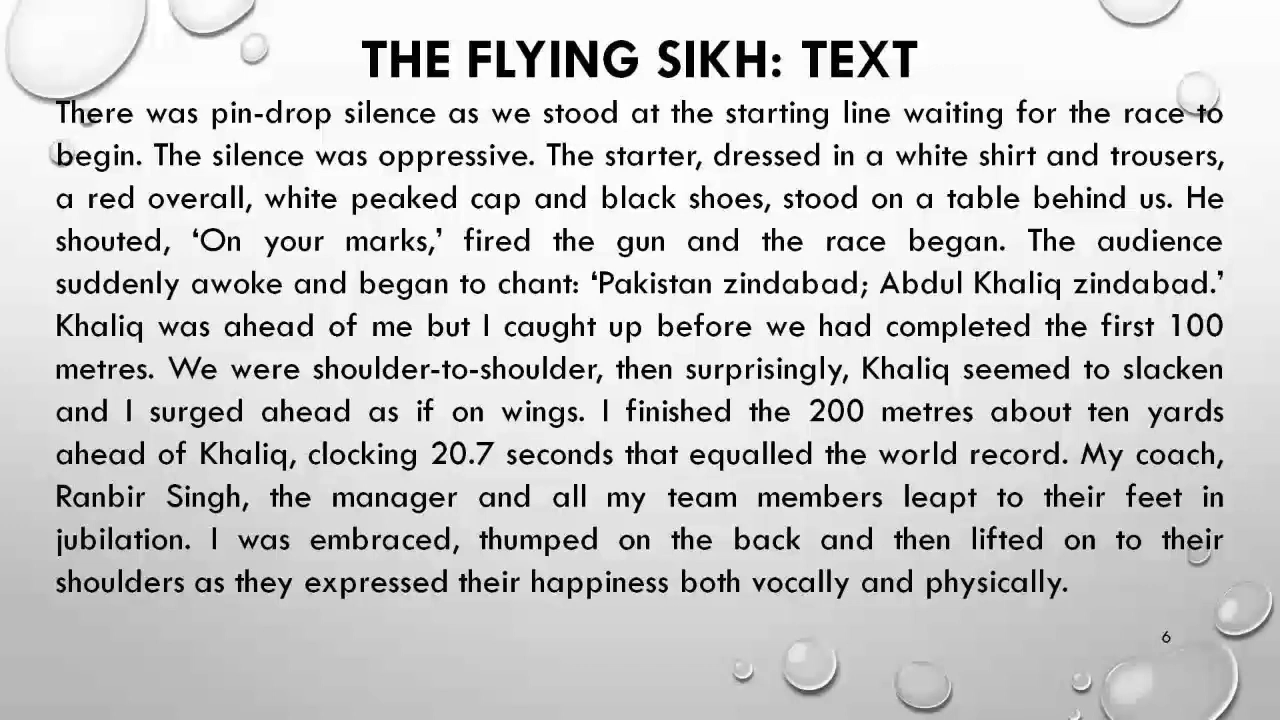 THE FLYING SIKH: TEXT
There was pin-drop silence as we stood at the starting line waiting for the race to
begin. The silence was oppressive. The starter, dressed in a white shirt and trousers,
a red overall, white peaked cap and black shoes, stood on a table behind us. He
shouted, ‘On your marks,’ fired the gun and the race began. The audience
suddenly awoke and began to chant: ‘Pakistan zindabad; Abdul Khaliq zindabad.’
Khaliq was ahead of me but I caught up before we had completed the first 100
metres. We were shoulder-to-shoulder, then surprisingly, Khaliq seemed to slacken
and I surged ahead as if on wings. I finished the 200 metres about ten yards
ahead of Khaliq, clocking 20.7 seconds that equalled the world record. My coach,
Ranbir Singh, the manager and all my team members leapt to their feet in
jubilation. I was embraced, thumped on the back and then lifted on to their
shoulders as they expressed their happiness both vocally and physically.
6